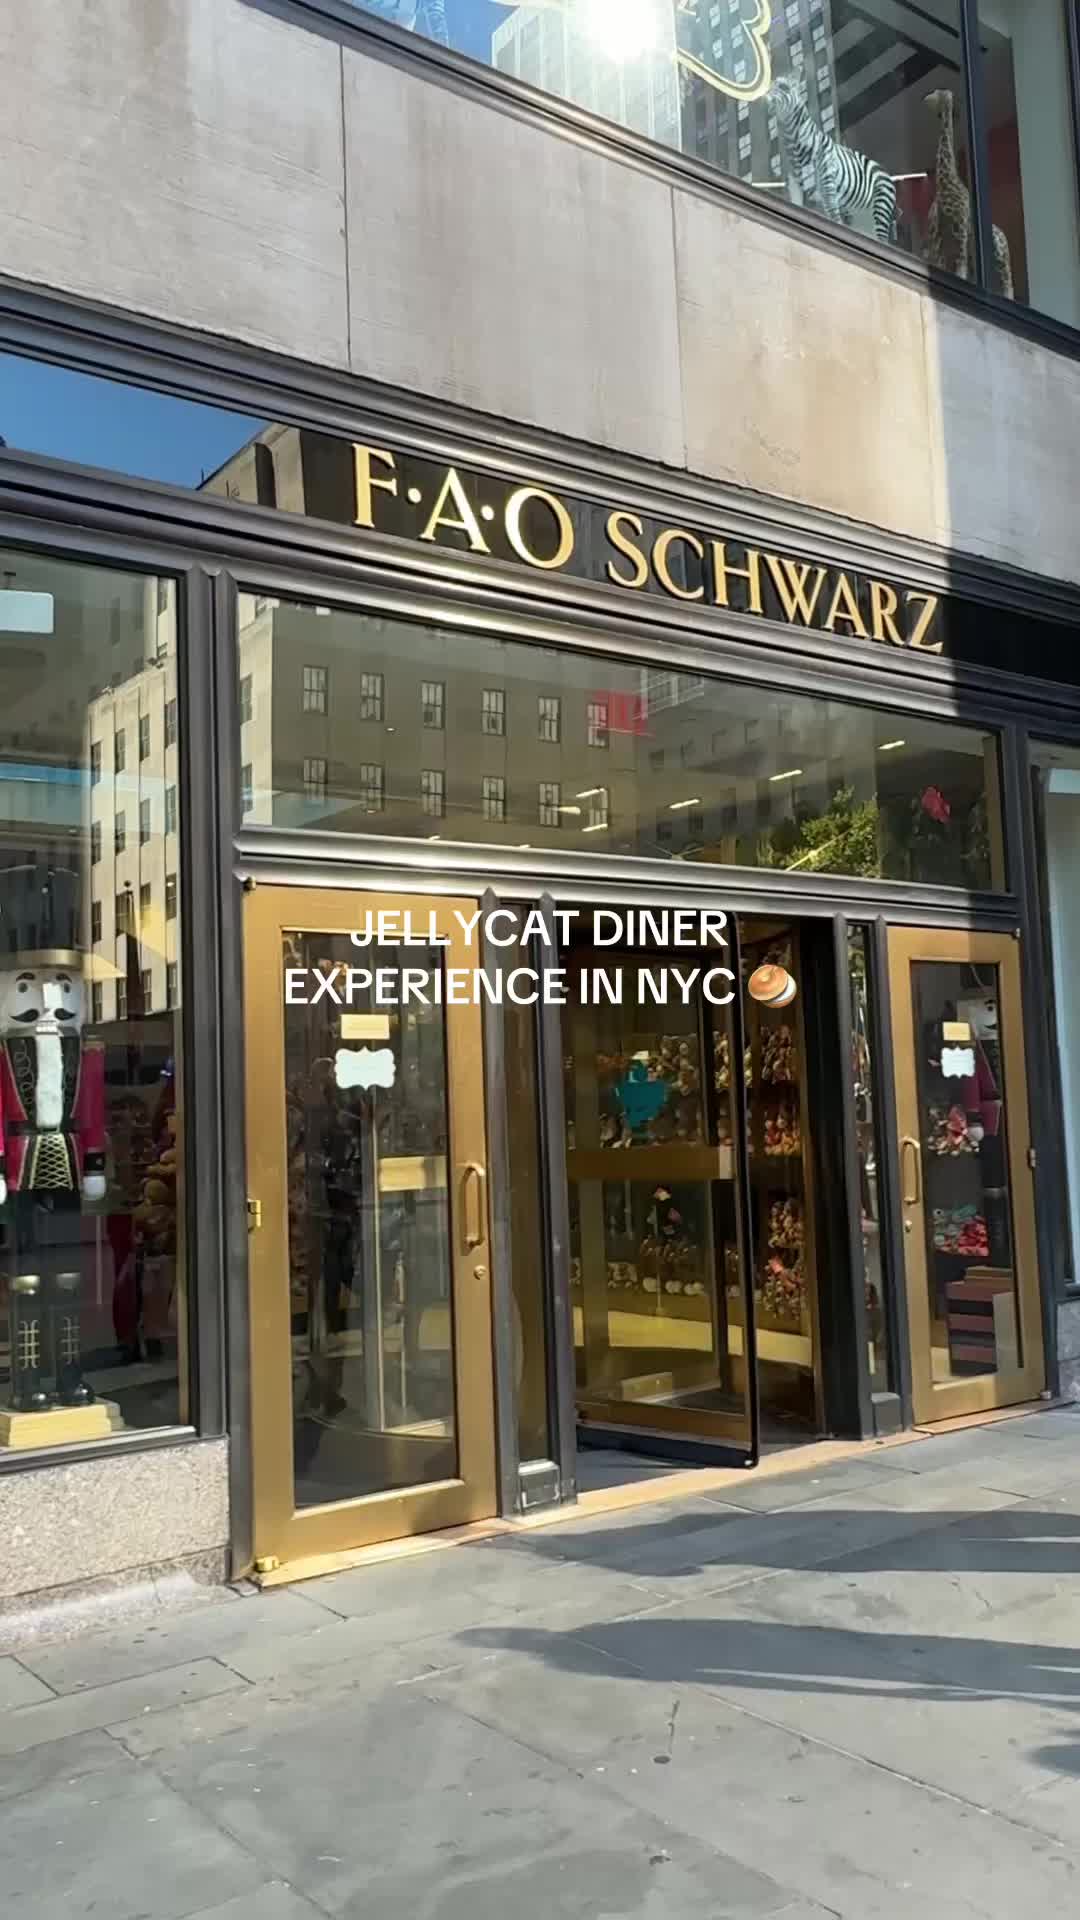 F·A·O SCHWARZ
JELLYCAT DINER
EXPERIENCE IN NYC 🥯